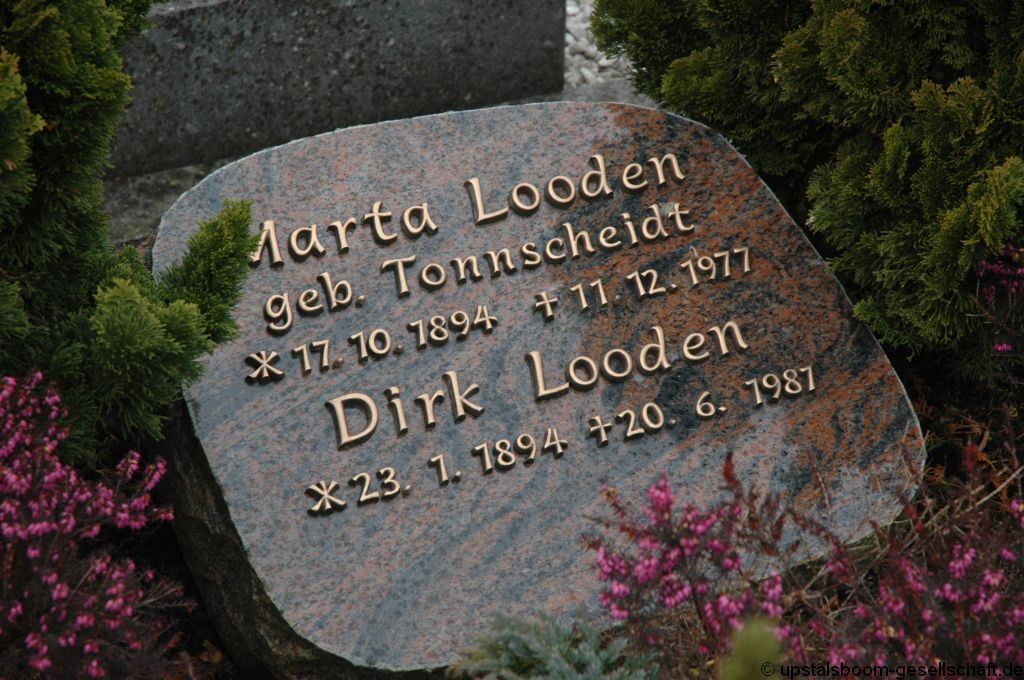 Marta Looden
geb. Tonnscheidt
* 17. 10. 1894 + 11. 12. 1977
Dirk Looden
* 23. 1. 1894 + 20. 6. 1987
© upstalsboom-gesellschaft.de